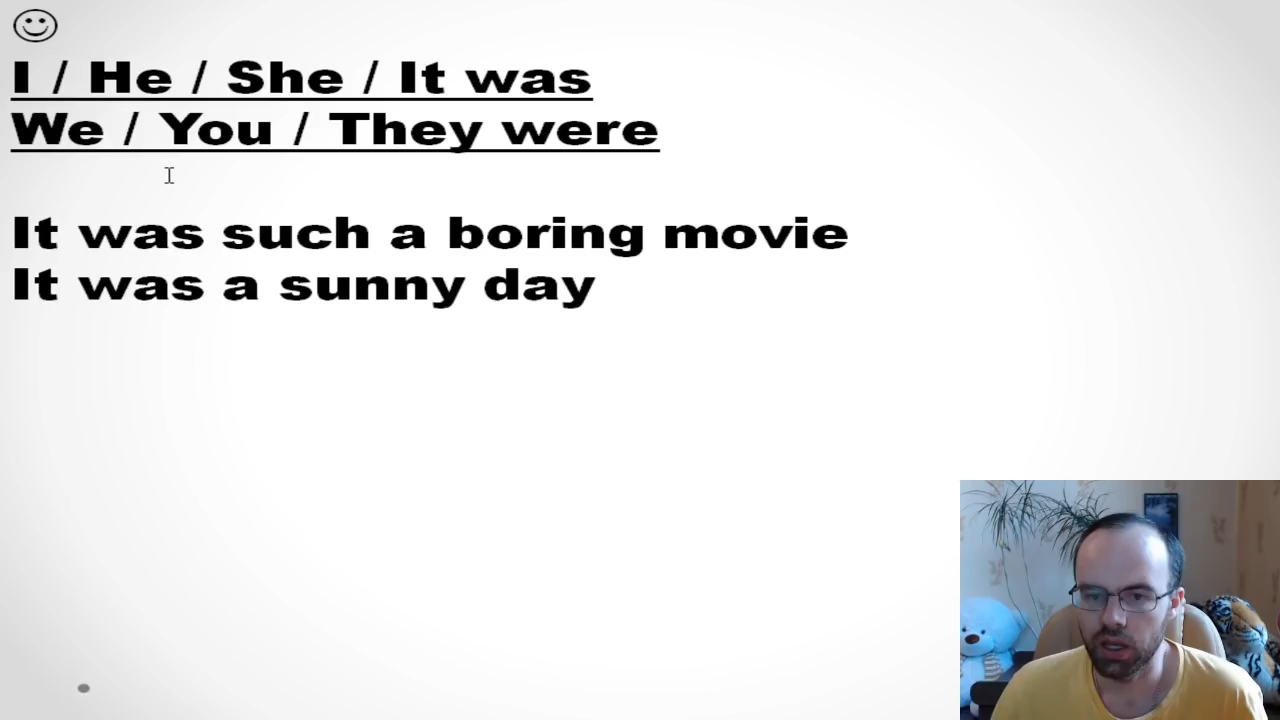 I / He / She / It was
We / You / They were
It was such a boring movie
It was a sunny day